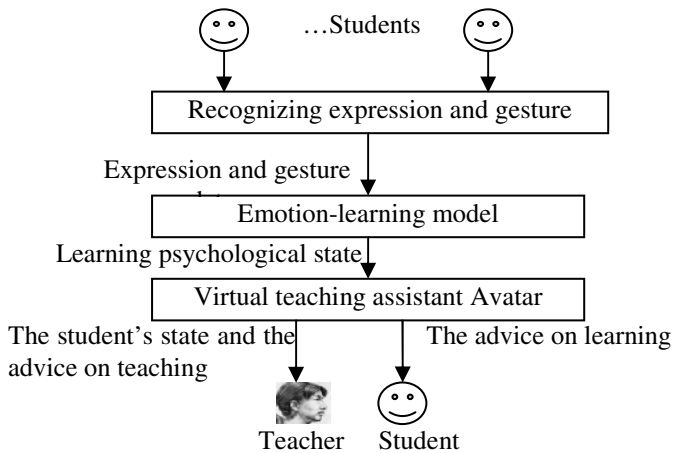 …Students
Recognizing expression and gesture
Expression and gesture
Emotion-learning model
Learning psychological state
Virtual teaching assistant Avatar
The student’s state and the
advice on teaching
The advice on learning
Teacher
Student